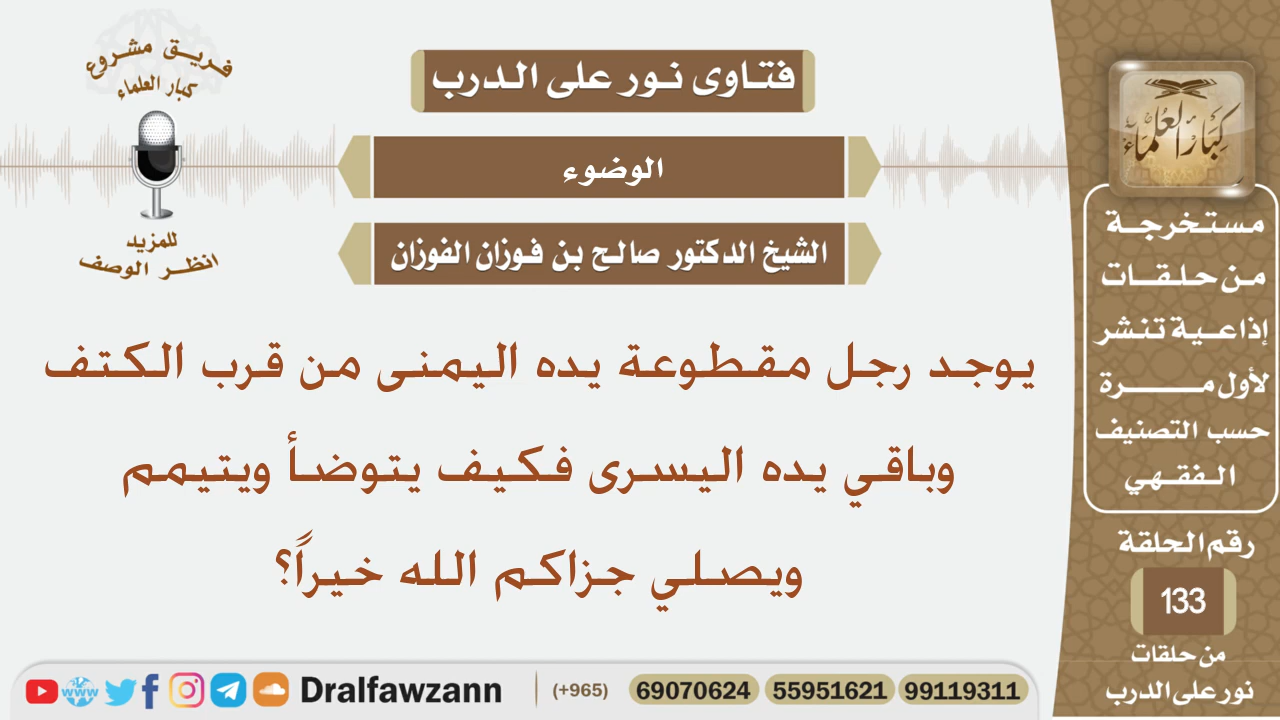 فريق مشروع
كبار العلماء
للمزيد
انظر الوصف
فتاوى نور على الدرب
الوضوء
الشيخ الدكتور صالح بن فوزان الفوزان
يوجد رجل مقطوعة يده اليمنى من قرب الكتف
وباقي يده اليسرى فكيف يتوضأ ويتيمم
ويصلي جزاكم الله خيراً؟
كبار العلماء
مستخرجة
من حلقات
إذاعية تنشر
لأول مرة
حسب التصنيف
الفقهي
رقم الحلقة
133
من حلقات
نور على الدرب
www
Dralfawzann
(+965)
69070624
55951621
99119311